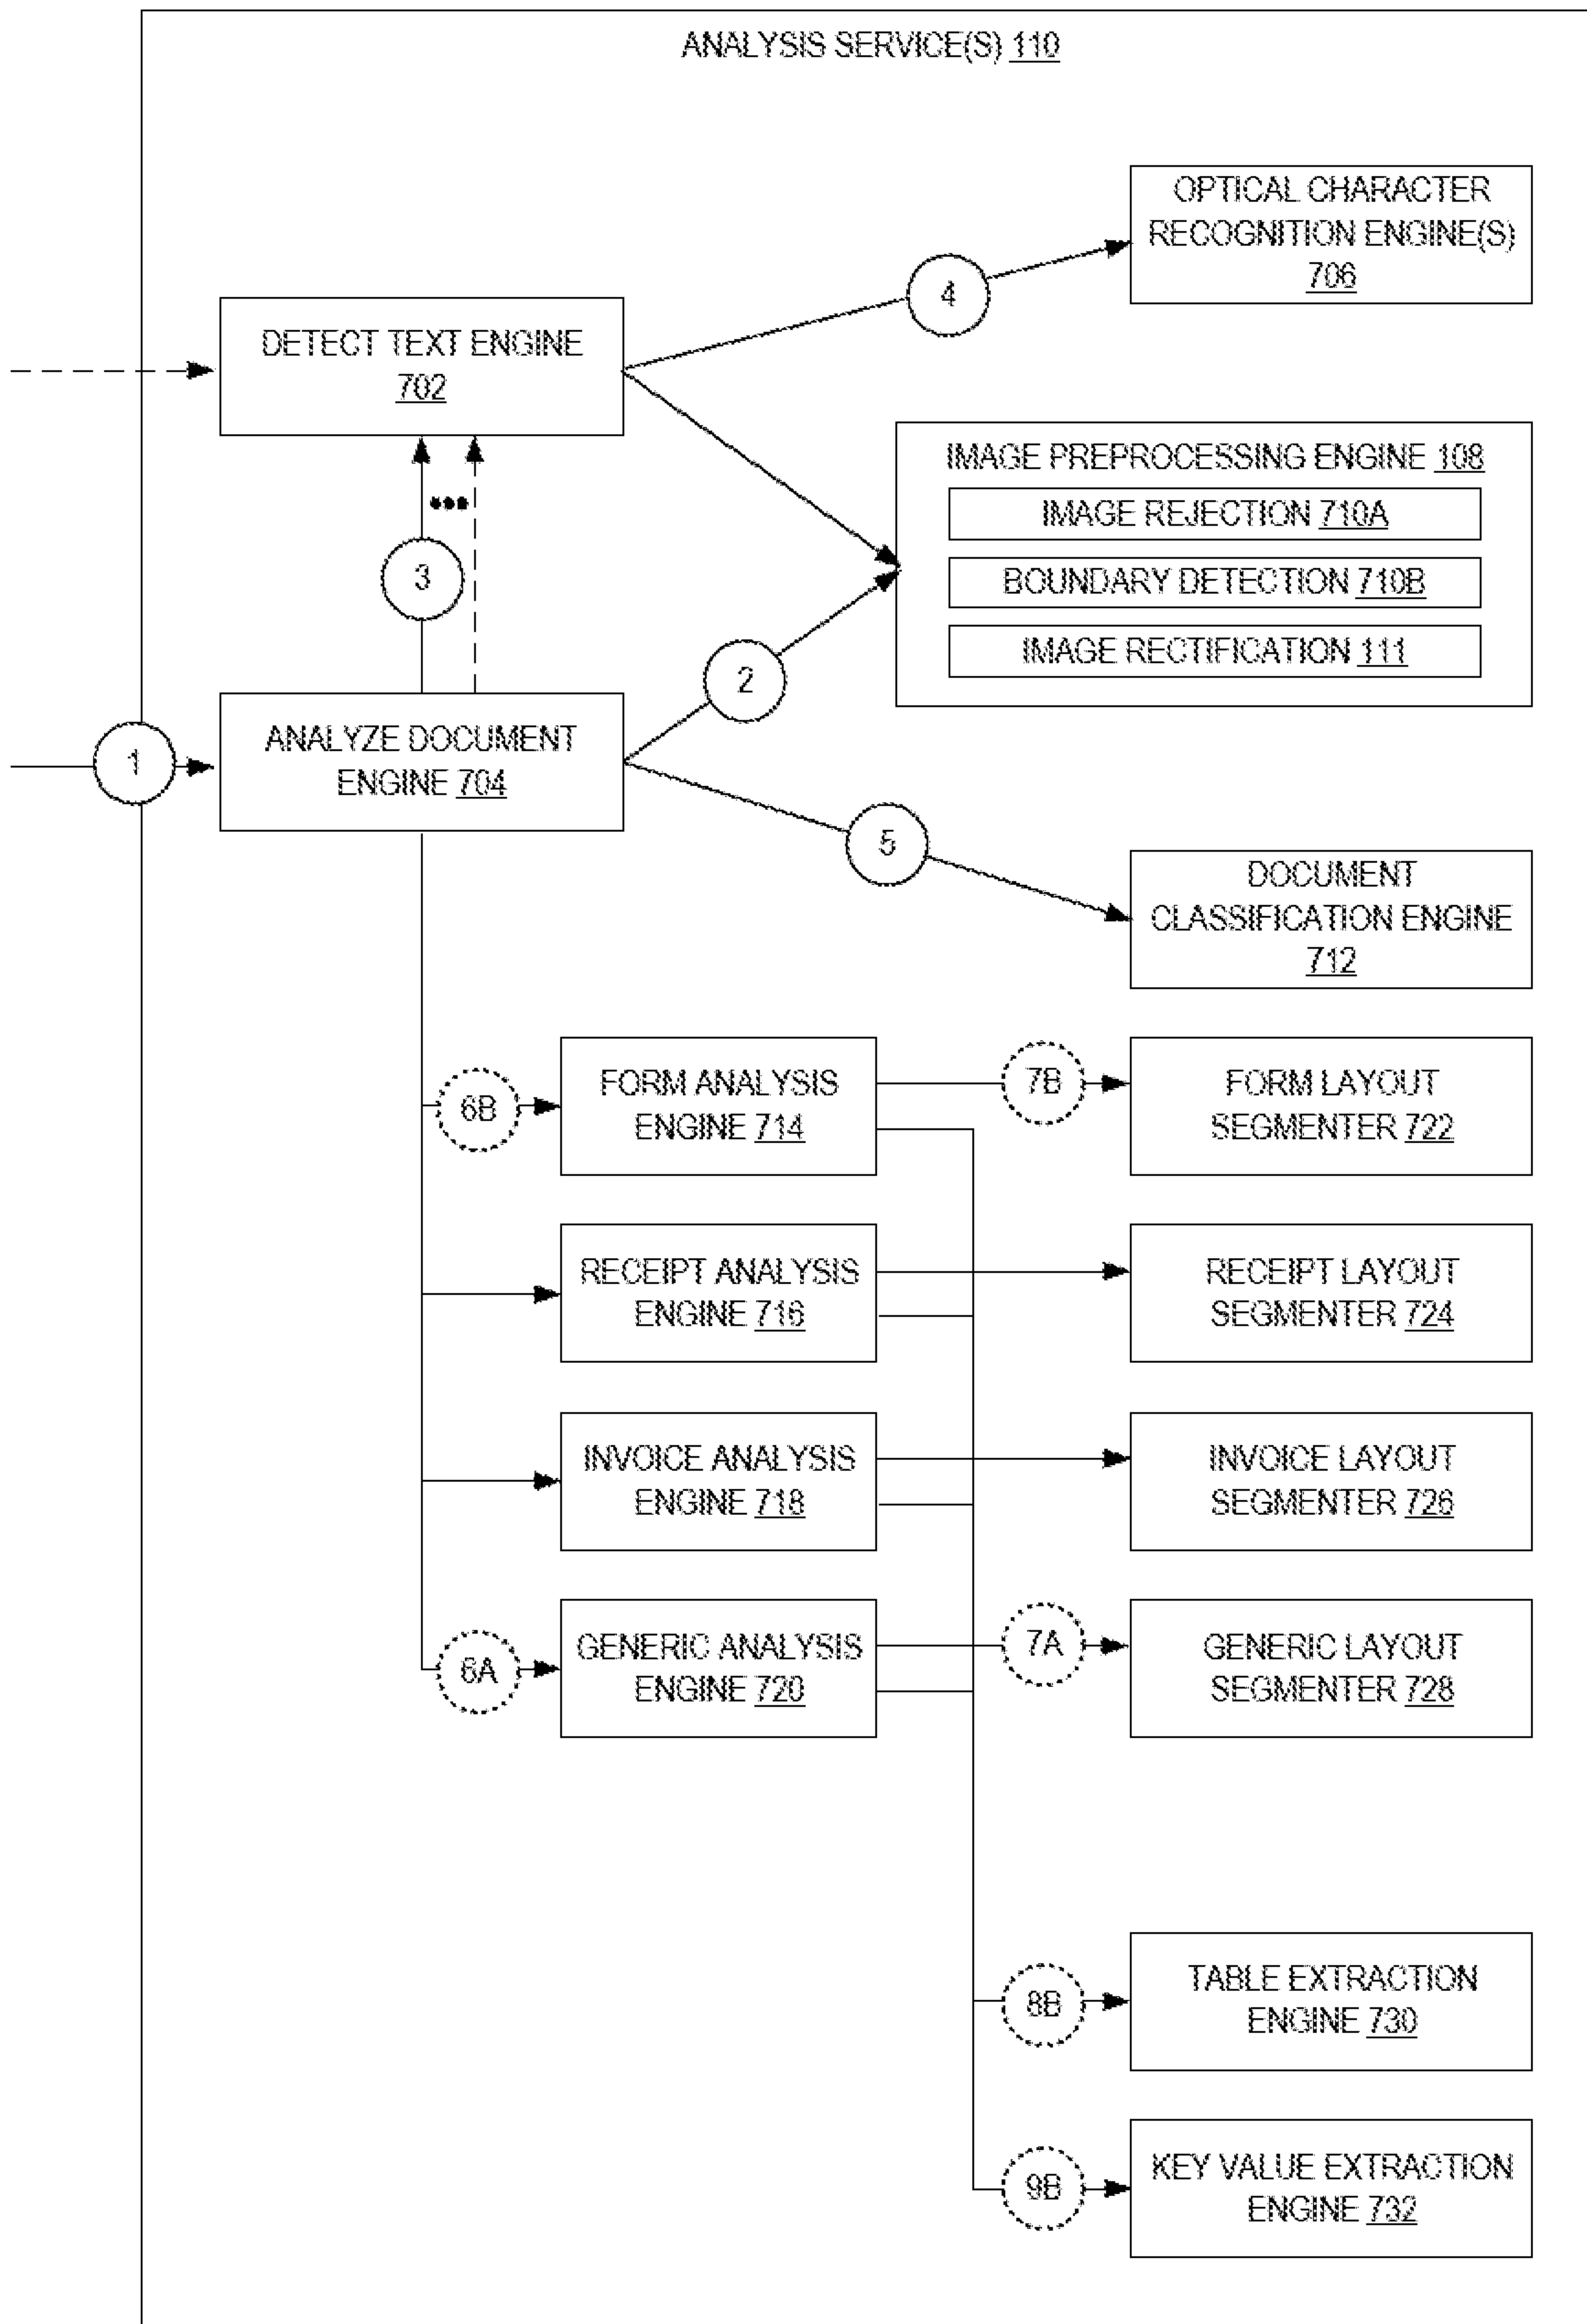 ANALYSIS SERVICE(S) 110
OPTICAL CHARACTER
RECOGNITION ENGINE(S)
706
4
DETECT TEXT ENGINE
702
IMAGE PREPROCESSING ENGINE 108
IMAGE REJECTION 710A
BOUNDARY DETECTION 710B
IMAGE RECTIFICATION 111
3
2
1
ANALYZE DOCUMENT
ENGINE 704
5
DOCUMENT
CLASSIFICATION ENGINE
712
6B
FORM ANALYSIS
ENGINE 714
7B
FORM LAYOUT
SEGMENTER 722
RECEIPT ANALYSIS
ENGINE 716
RECEIPT LAYOUT
SEGMENTER 724
INVOICE ANALYSIS
ENGINE 718
INVOICE LAYOUT
SEGMENTER 726
6A
GENERIC ANALYSIS
ENGINE 720
7A
GENERIC LAYOUT
SEGMENTER 728
8B
TABLE EXTRACTION
ENGINE 730
9B
KEY VALUE EXTRACTION
ENGINE 732